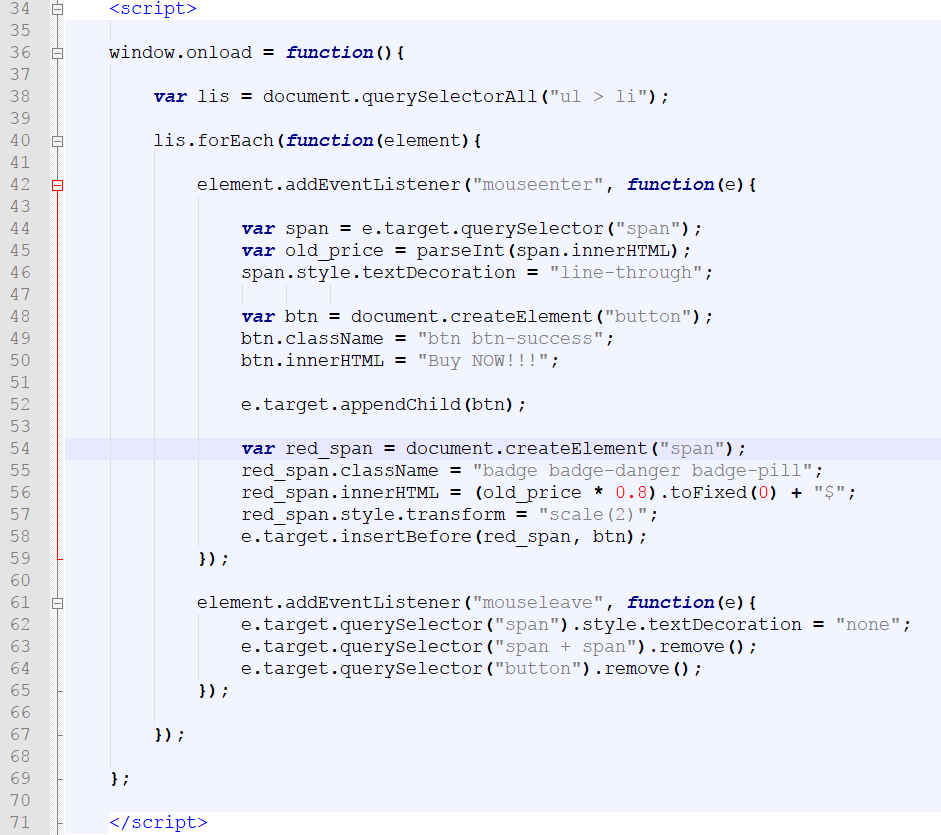 34 <script>
35
36 window.onload = function(){
37
38 var lis = document.querySelectorAll("ul > li");
39
40 lis.forEach(function(element){
41
42 element.addEventListener("mouseenter", function(e){
43
44 var span = e.target.querySelector("span");
45 var old_price = parseInt(span.innerHTML);
46 span.style.textDecoration = "line-through";
47
48 var btn = document.createElement("button");
49 btn.className = "btn btn-success";
50 btn.innerHTML = "Buy NOW!!!";
51
52 e.target.appendChild(btn);
53
54 var red_span = document.createElement("span");
55 red_span.className = "badge badge-danger badge-pill";
56 red_span.innerHTML = (old_price * 0.8).toFixed(0) + "$";
57 red_span.style.transform = "scale(2)";
58 e.target.insertBefore(red_span, btn);
59 });
60
61 element.addEventListener("mouseleave", function(e){
62 e.target.querySelector("span").style.textDecoration = "none";
63 e.target.querySelector("span + span").remove();
64 e.target.querySelector("button").remove();
65 });
66
67 });
68
69 };
70
71 </script>